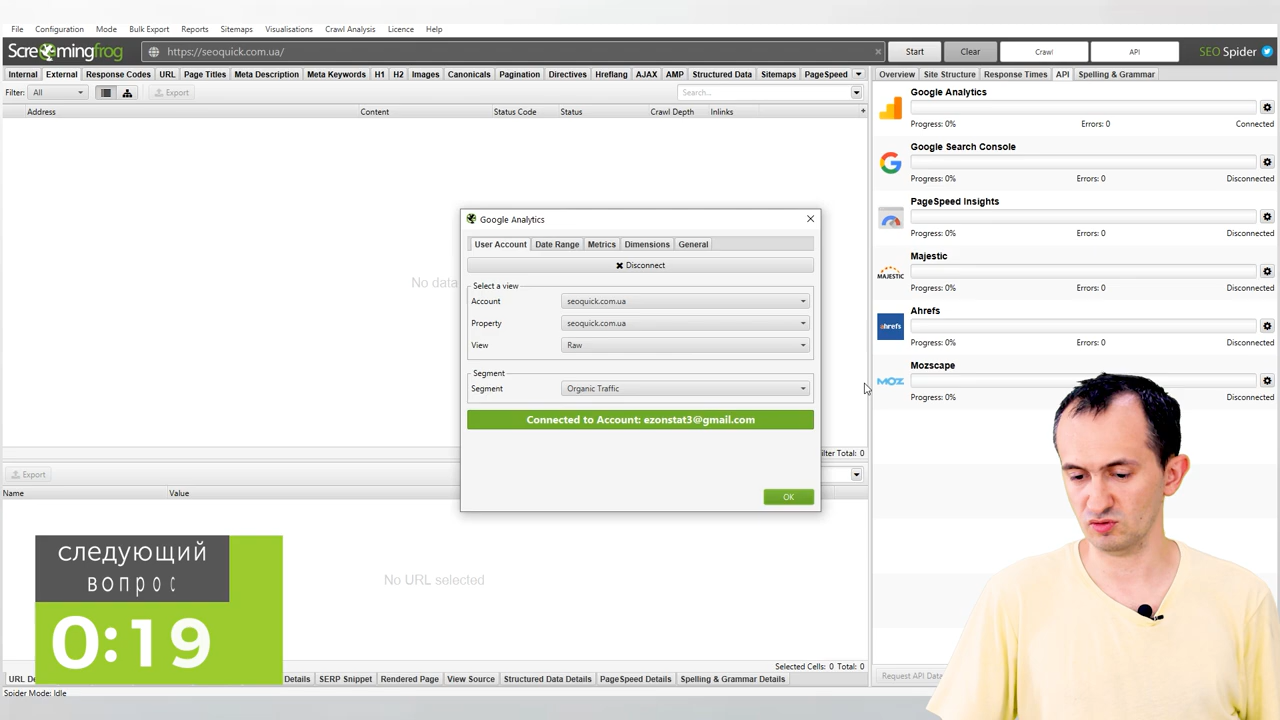 File Configuration Mode Bulk Export Reports Sitemaps Visualisations Crawl Analysis Licence Help
Screamingfrog https://seoquick.com.ua/ Start Clear Crawl API SEO Spider
Internal External Response Codes URL Page Titles Meta Description Meta Keywords H1 H2 Images Canonicals Pagination Directives Hreflang AJAX AMP Structured Data Sitemaps PageSpeed
Overview Site Structure Response Times API Spelling & Grammar
Filter: All Export Search...
Address Content Status Code Status Crawl Depth Inlinks
Google Analytics
Progress: 0% Errors: 0 Connected
Google Search Console
Progress: 0% Errors: 0 Disconnected
PageSpeed Insights
Progress: 0% Errors: 0 Disconnected
MAJESTIC
Majestic
Progress: 0% Errors: 0 Disconnected
ahrefs
Ahrefs
Progress: 0% Errors: 0 Disconnected
MOZ
Mozscape
Progress: 0% Disconnected
Request API Data
No data
Google Analytics
User Account Date Range Metrics Dimensions General
Disconnect
Select a view
Account seoquick.com.ua
Property seoquick.com.ua
View Raw
Segment
Segment Organic Traffic
Connected to Account: ezonstat3@gmail.com
OK
Total: 0
Export
Name Value
No URL selected
следующий
вопрос
0:19
Selected Cells: 0 Total: 0
Details SERP Snippet Rendered Page View Source Structured Data Details PageSpeed Details Spelling & Grammar Details
Spider Mode: Idle